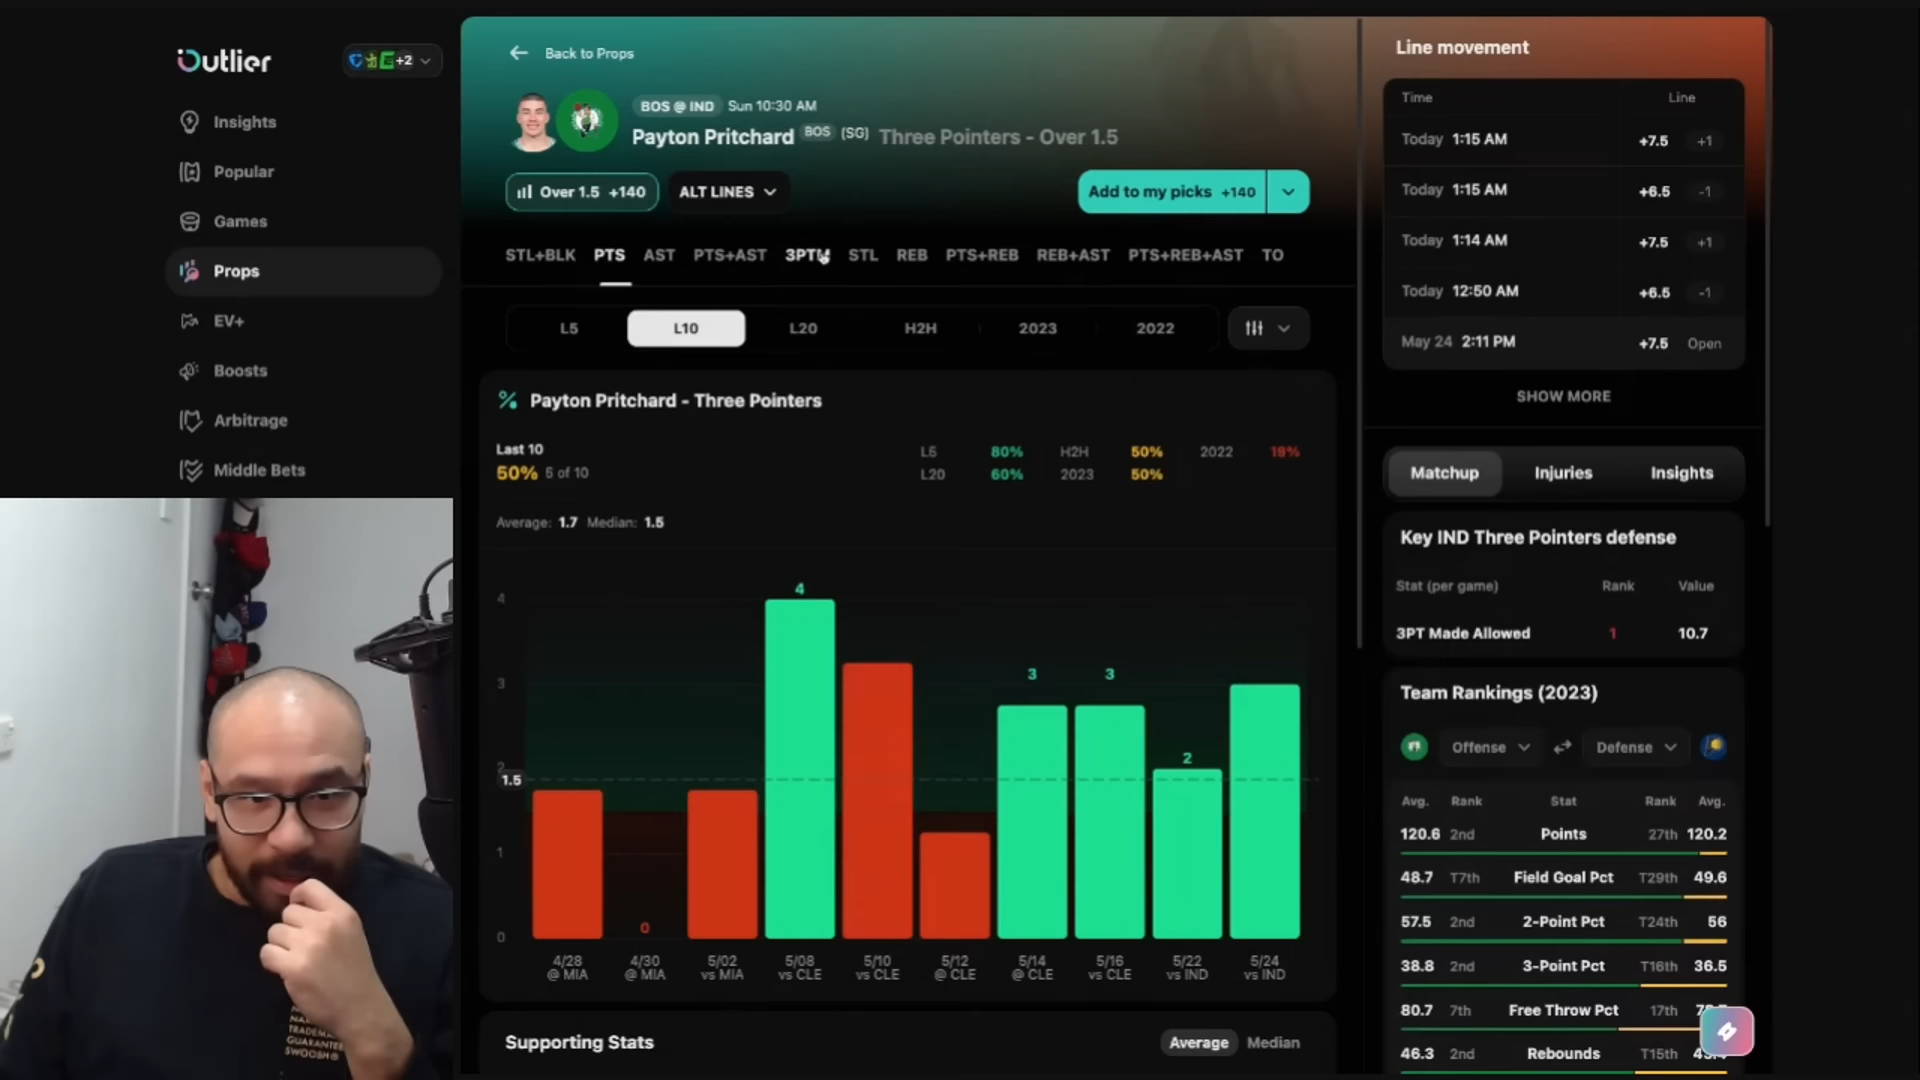 Outlier
+2
Insights
Popular
Games
Props
EV+
Boosts
Arbitrage
Middle Bets
Back to Props
BOS @ IND Sun 10:30 AM
Payton Pritchard BOS (SG) Three Pointers - Over 1.5
Over 1.5 +140 ALT LINES
Add to my picks +140
STL+BLK PTS AST PTS+AST 3PTM STL REB PTS+REB REB+AST PTS+REB+AST TO
L5 L10 L20 H2H 2023 2022
Payton Pritchard - Three Pointers
Last 10
50% 5 of 10
L5 80% H2H 50% 2022 19%
L20 60% 2023 50%
Average: 1.7 Median: 1.5
4
3
2
1.5
1
0
0
4
3
3
2
4/28 5/02 5/08 5/10 5/12 5/14 5/16 5/22 5/24
@ MIA 4/30 @ MIA vs MIA vs CLE vs CLE @ CLE @ CLE vs CLE vs IND vs IND
Supporting Stats
Average Median
Line movement
Time Line
Today 1:15 AM +7.5 +1
Today 1:15 AM +6.5 -1
Today 1:14 AM +7.5 +1
Today 12:50 AM +6.5 -1
May 24 2:11 PM +7.5 Open
SHOW MORE
Matchup Injuries Insights
Key IND Three Pointers defense
Stat (per game) Rank Value
3PT Made Allowed 1 10.7
Team Rankings (2023)
Offense Defense
Avg. Rank Stat Rank Avg.
120.6 2nd Points 27th 120.2
48.7 T7th Field Goal Pct T29th 49.6
57.5 2nd 2-Point Pct T24th 56
38.8 2nd 3-Point Pct T16th 36.5
80.7 7th Free Throw Pct 17th
46.3 2nd Rebounds T15th
TRADEMA
GUARANTEE
SWOOSH®